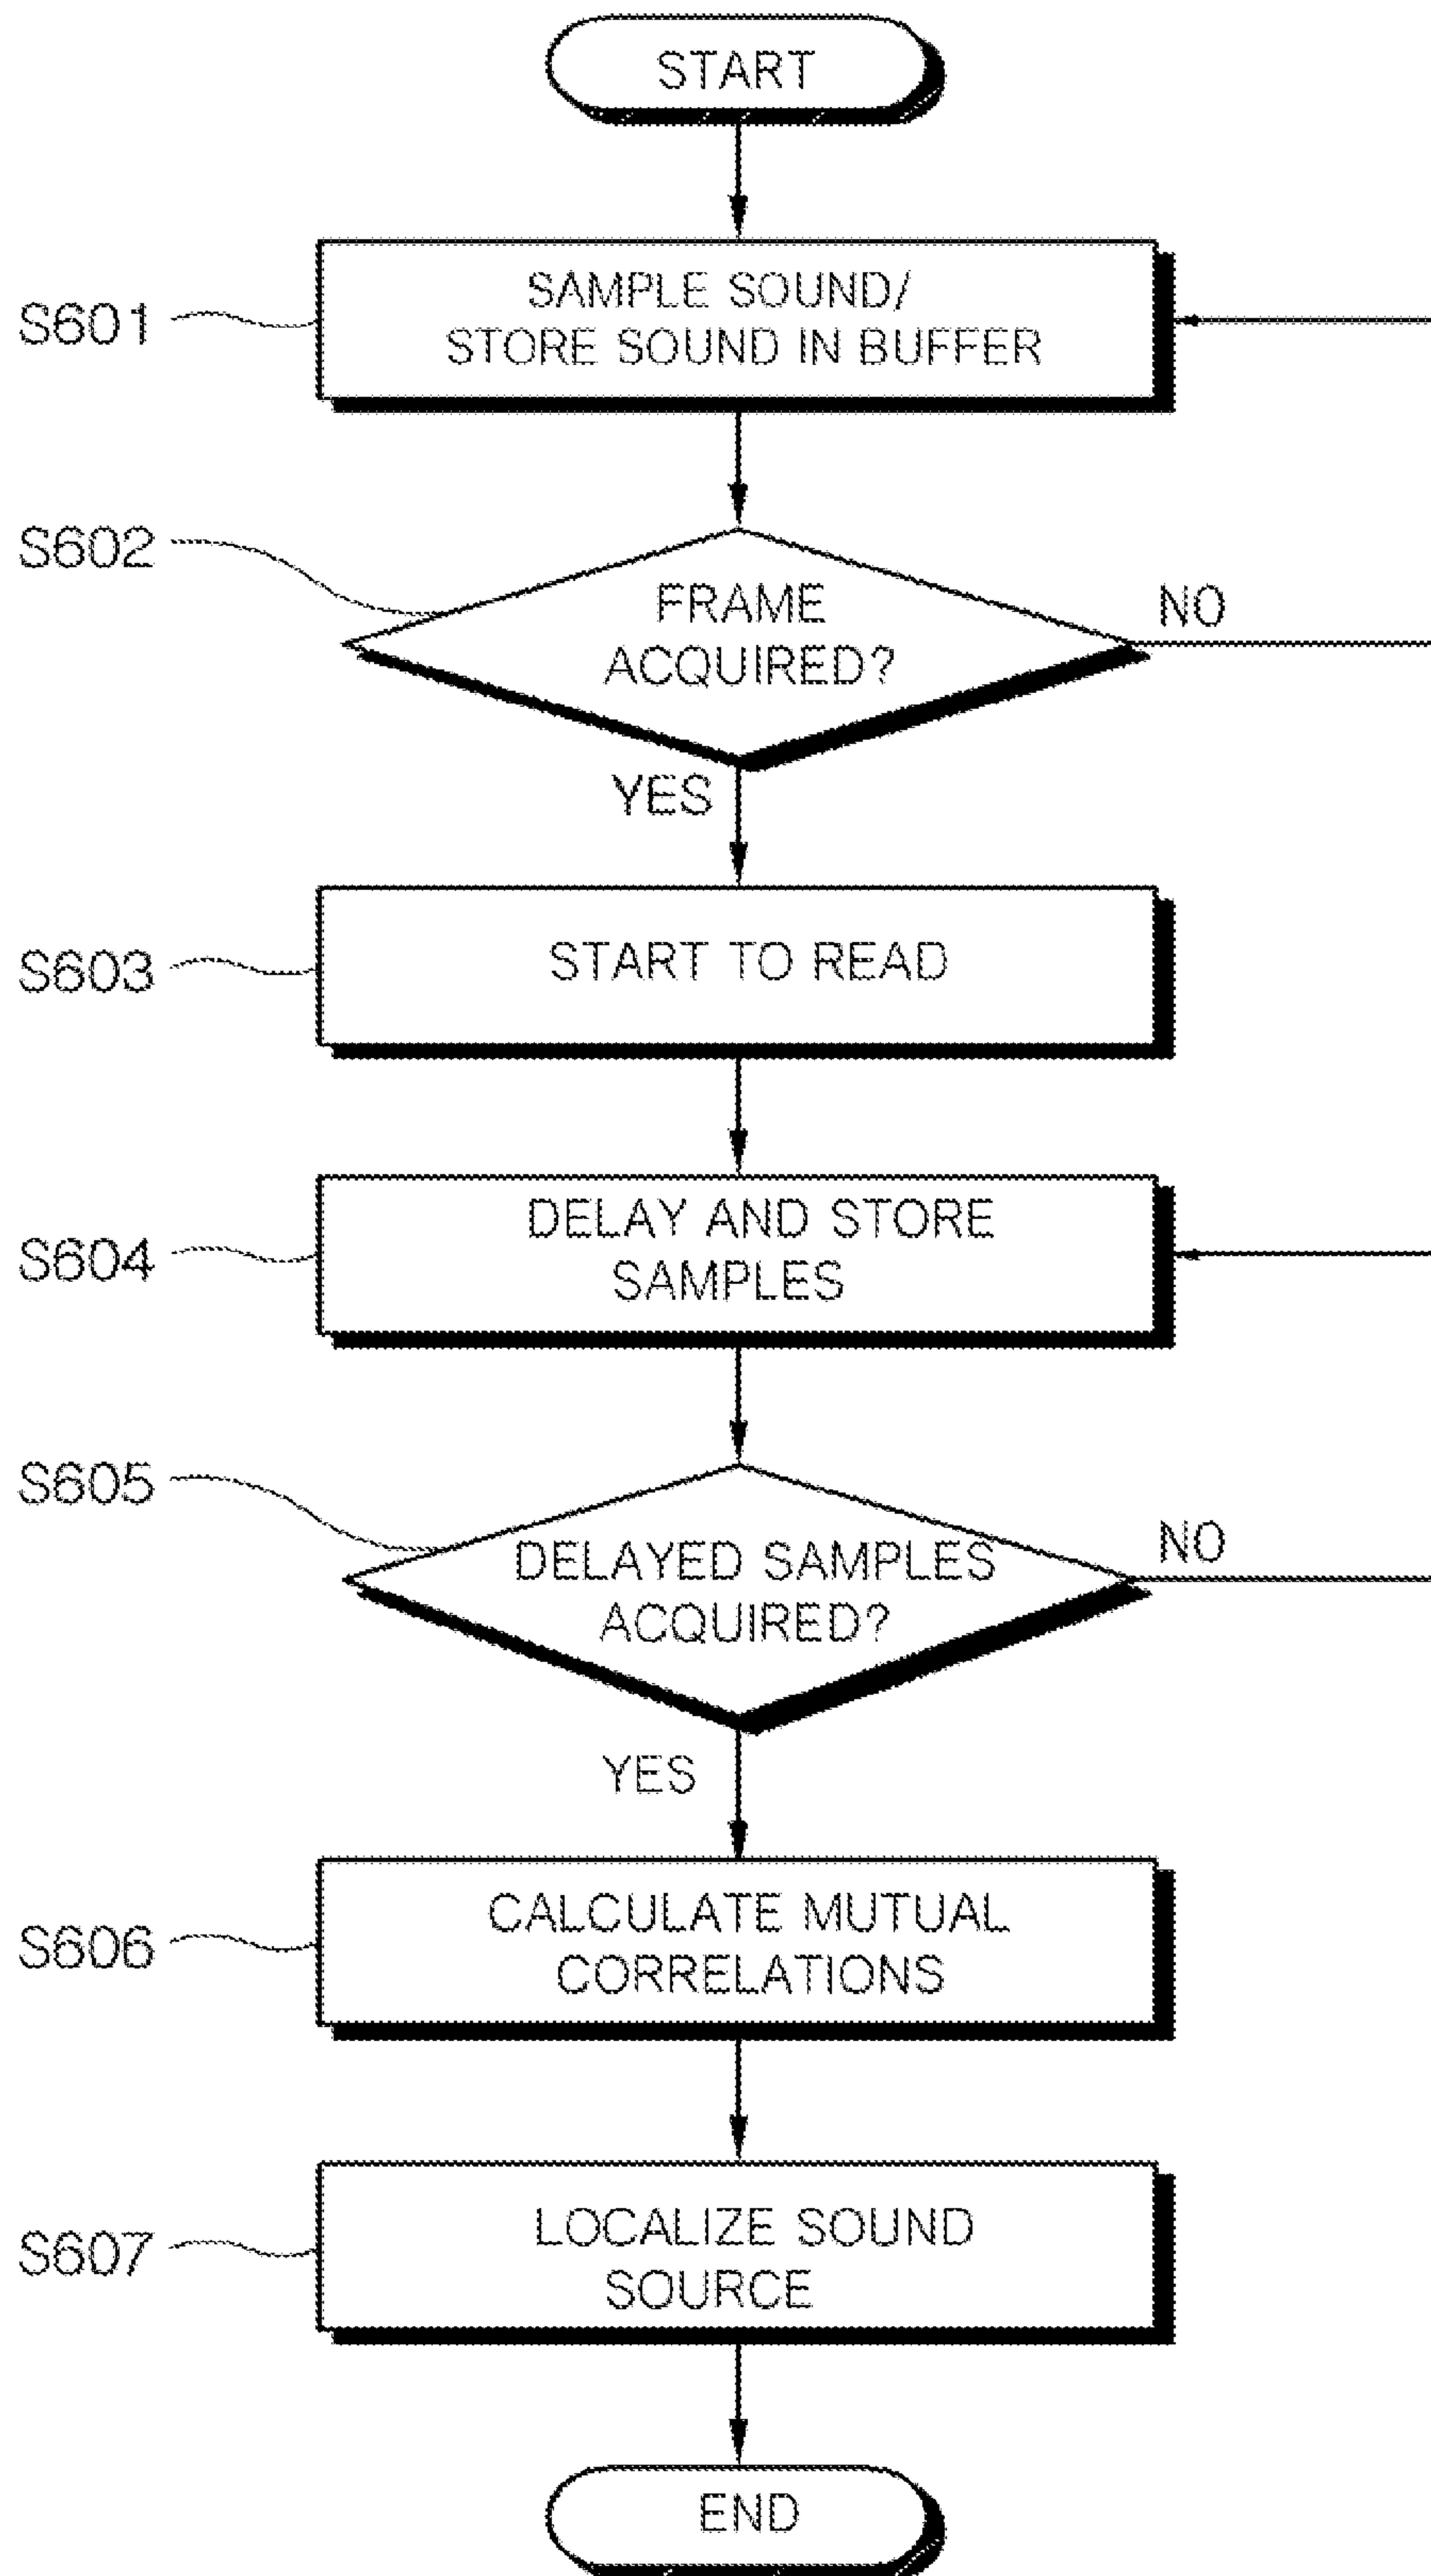 START
S601
SAMPLE SOUND/
STORE SOUND IN BUFFER
S602
FRAME
ACQUIRED?
NO
YES
S603
START TO READ
S604
DELAY AND STORE
SAMPLES
S605
DELAYED SAMPLES
ACQUIRED?
NO
YES
S606
CALCULATE MUTUAL
CORRELATIONS
S607
LOCALIZE SOUND
SOURCE
END